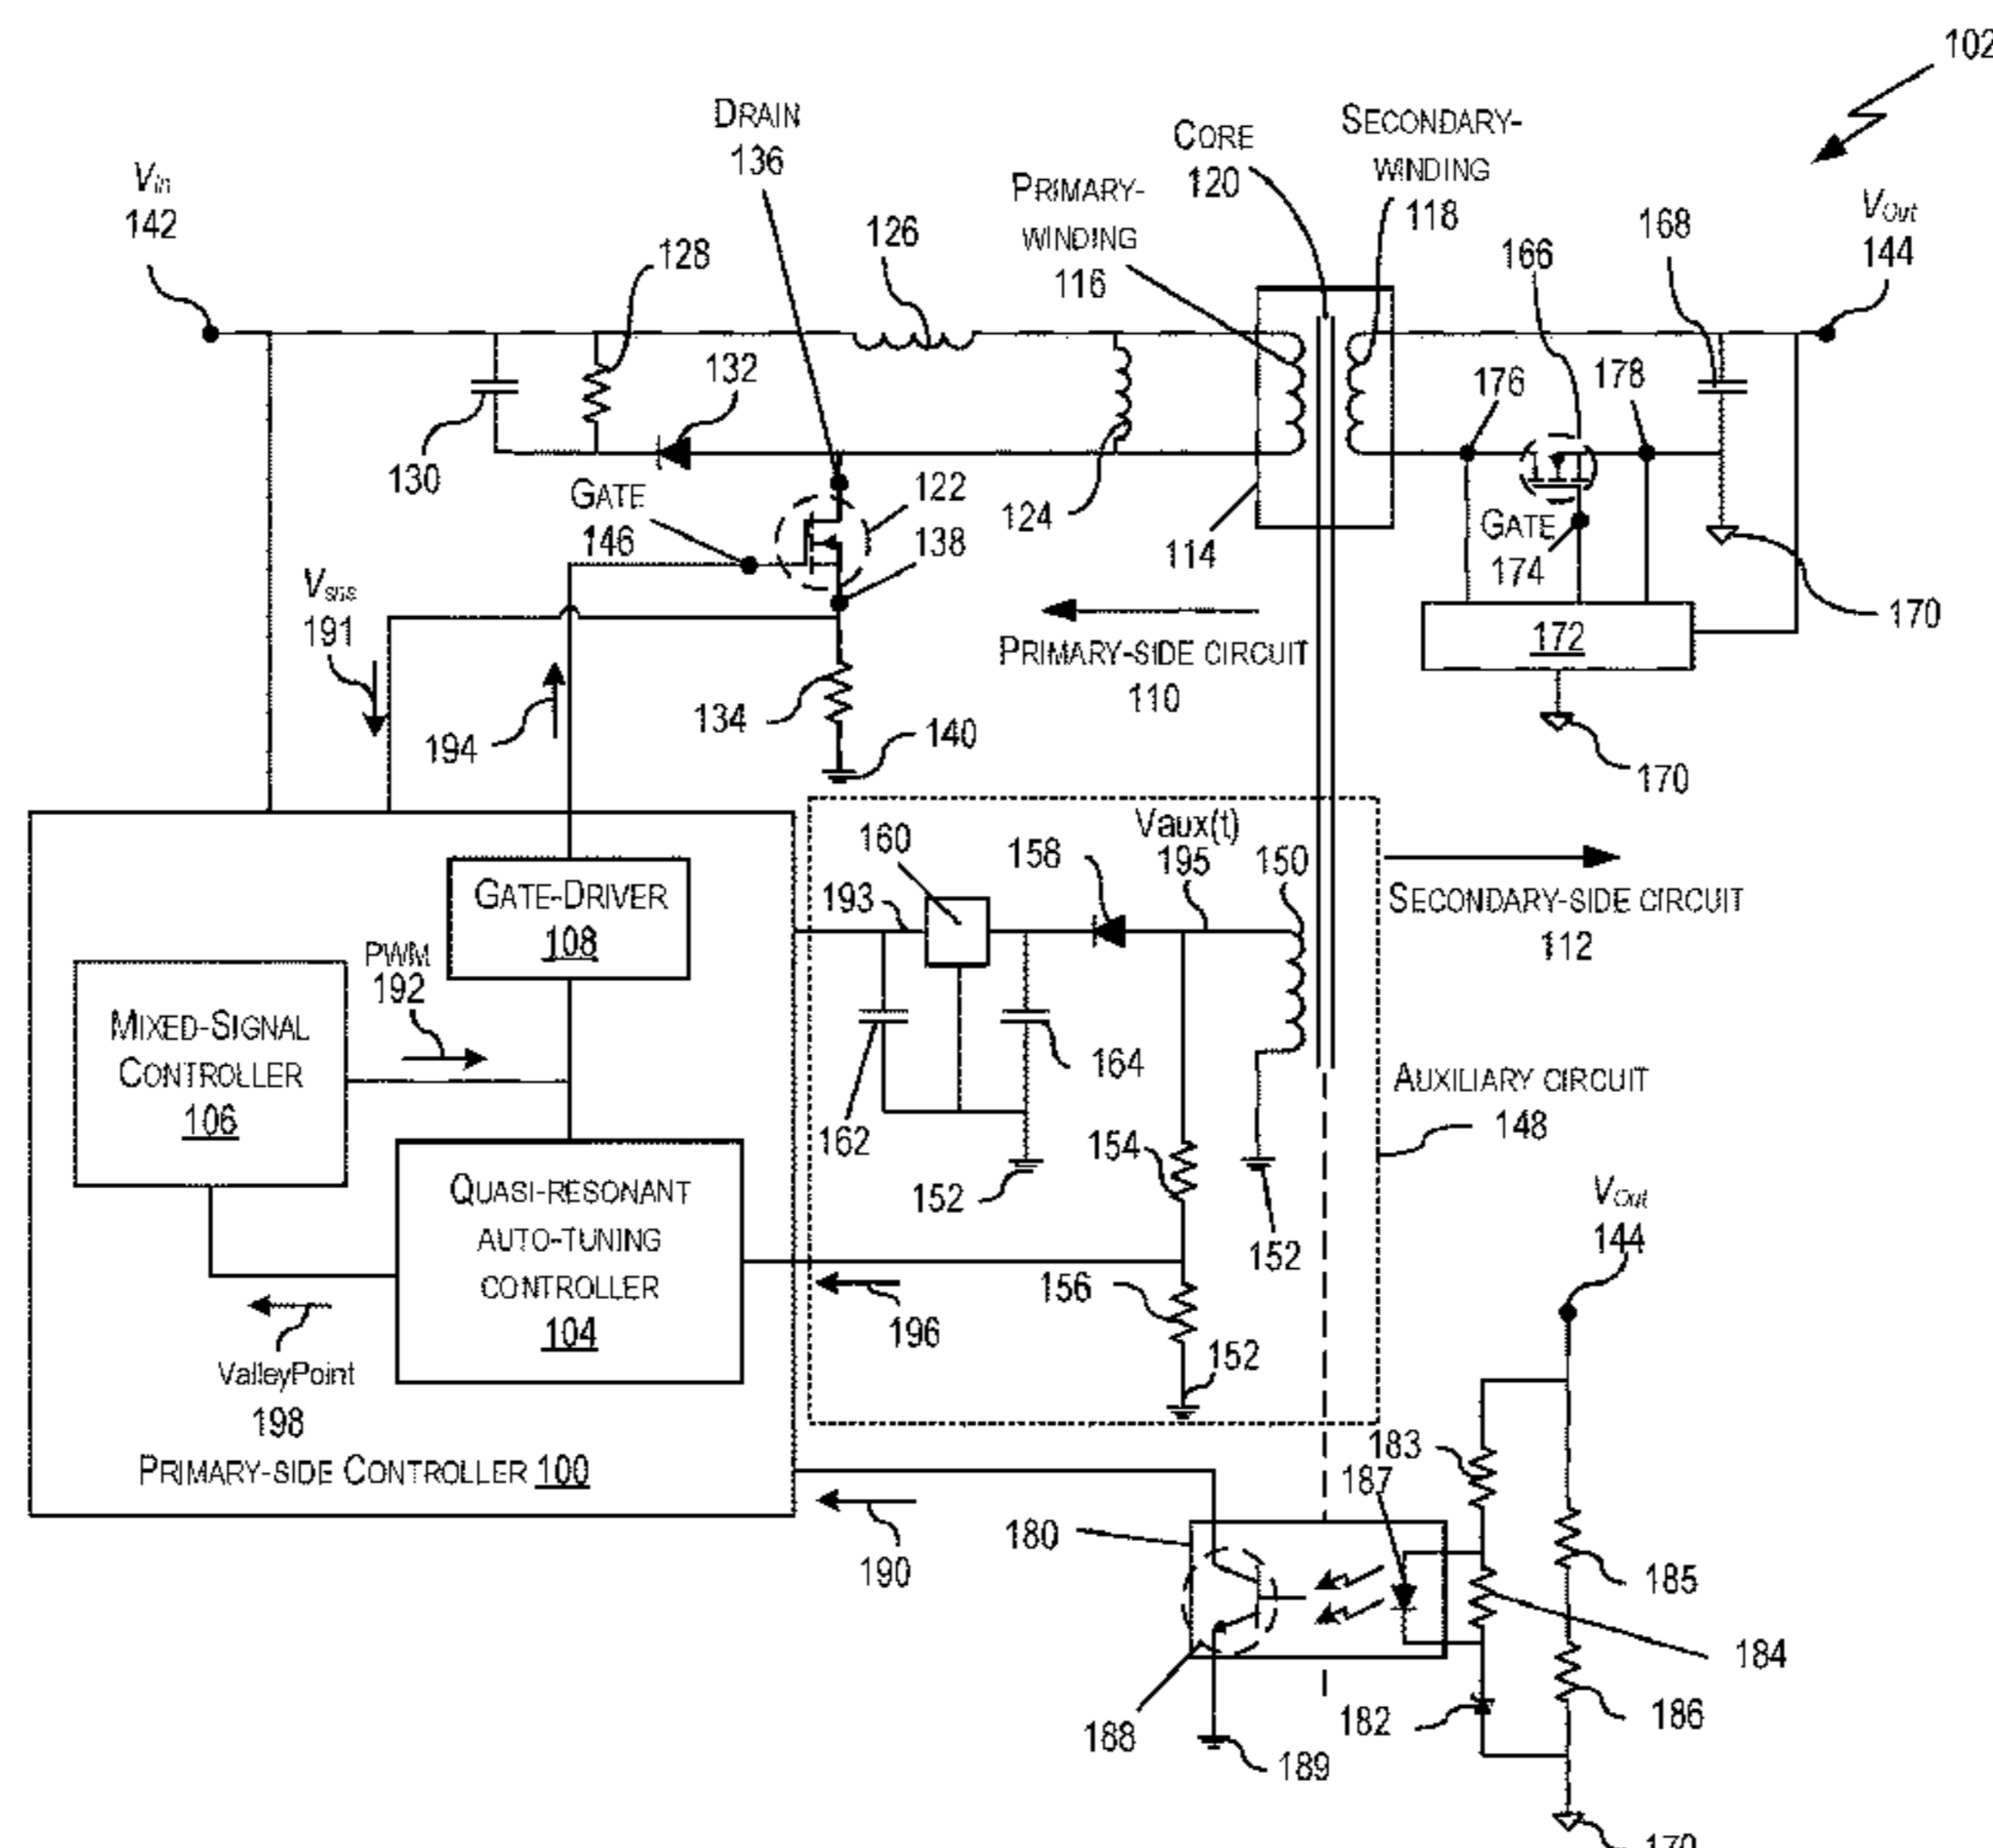 102
DRAIN
136
CORE
120
SECONDARY-
WINDING
118
Vin
142
PRIMARY-
WINDING
116
VOut
144
126
128
168
166
132
176
178
130
GATE
146
122
138
124
114
GATE
174
Vsns
191
170
172
PRIMARY-SIDE CIRCUIT
110
134
194
140
170
160
Vaux(t)
195
158
150
GATE-DRIVER
108
193
SECONDARY-SIDE CIRCUIT
112
PWM
192
MIXED-SIGNAL
CONTROLLER
106
164
AUXILIARY CIRCUIT
148
162
154
152
QUASI-RESONANT
AUTO-TUNING
CONTROLLER
104
VOut
144
152
156
196
152
ValleyPoint
198
183
187
PRIMARY-SIDE CONTROLLER 100
180
190
185
184
182
186
188
189
170